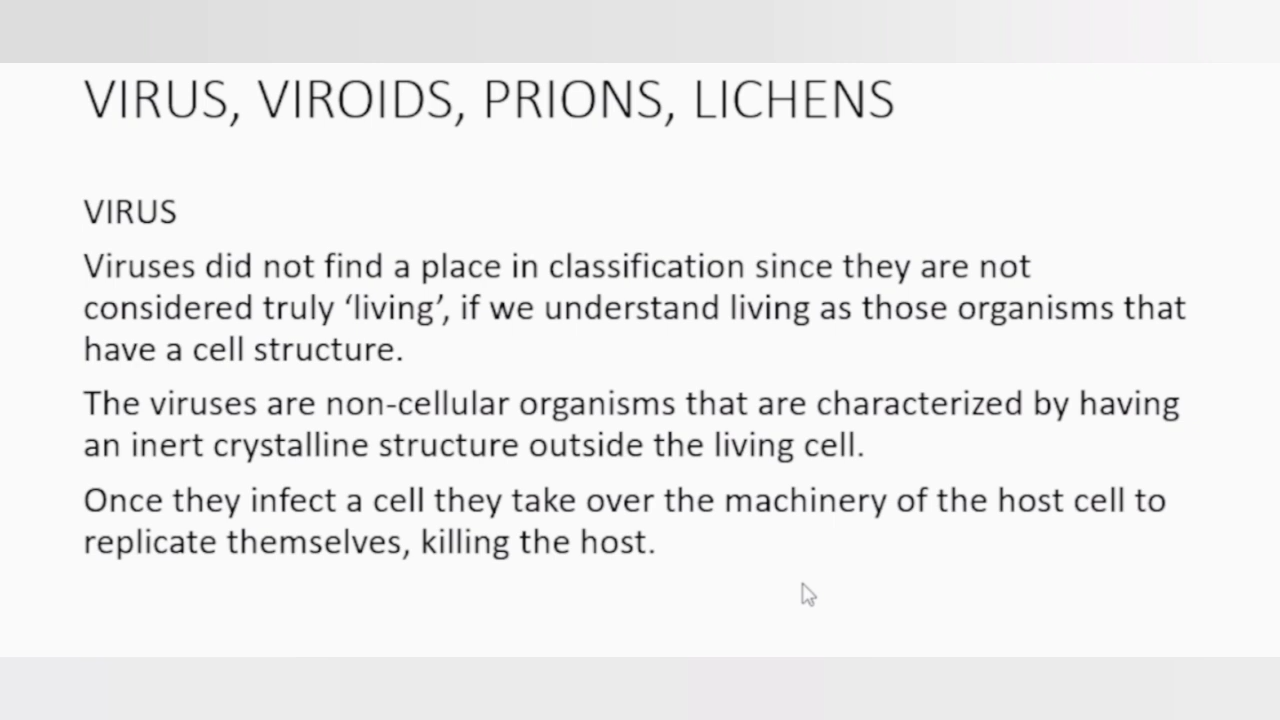 VIRUS, VIROIDS, PRIONS, LICHENS
VIRUS
Viruses did not find a place in classification since they are not
considered truly ‘living’, if we understand living as those organisms that
have a cell structure.
The viruses are non-cellular organisms that are characterized by having
an inert crystalline structure outside the living cell.
Once they infect a cell they take over the machinery of the host cell to
replicate themselves, killing the host.